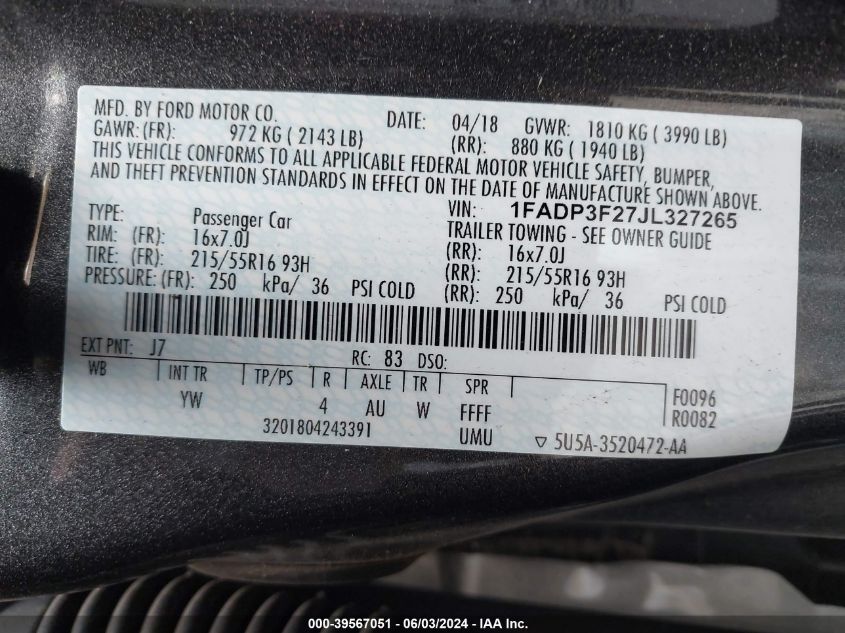 MFD. BY FORD MOTOR CO. DATE: 04/18 GVWR: 1810 KG ( 3990 LB)
GAWR:(FR): 972 KG ( 2143 LB) (RR): 880 KG ( 1940 LB)
THIS VEHICLE CONFORMS TO ALL APPLICABLE FEDERAL MOTOR VEHICLE SAFETY, BUMPER,
AND THEFT PREVENTION STANDARDS IN EFFECT ON THE DATE OF MANUFACTURE SHOWN ABOVE.
VIN: 1FADP3F27JL327265
TYPE: Passenger Car TRAILER TOWING - SEE OWNER GUIDE
RIM: (FR): 16x7.0J (RR): 16x7.0J
TIRE: (FR): 215/55R16 93H (RR): 215/55R16 93H
PRESSURE: (FR): 250 kPa/ 36 PSI COLD (RR): 250 kPa/ 36 PSI COLD
EXT PNT: J7 RC: 83 DSO:
WB INT TR TP/PS R AXLE TR SPR F0096
YW 4 AU W FFFF R0082
3201804243391 UMU ▽ 5U5A-3520472-AA
000-39567051 - 06/03/2024 - IAA Inc.